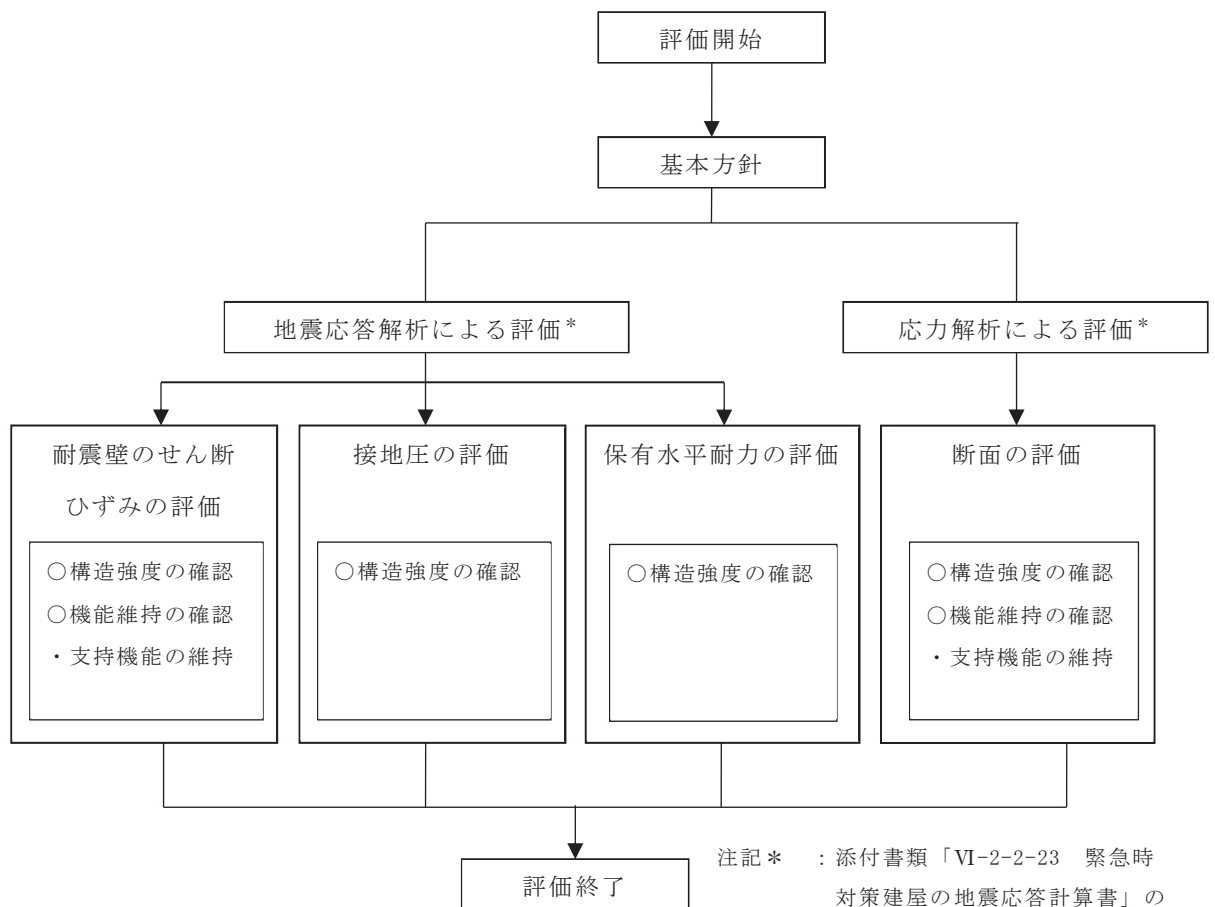 評価開始
基本方針
地震応答解析による評価*
応力解析による評価*
耐震壁のせん断
ひずみの評価
○構造強度の確認
○機能維持の確認
・支持機能の維持
接地圧の評価
○構造強度の確認
保有水平耐力の評価
○構造強度の確認
断面の評価
○構造強度の確認
○機能維持の確認
・支持機能の維持
評価終了
注記* :添付書類「Ⅵ-2-2-23 緊急時
対策建屋の地震応答計算書」の